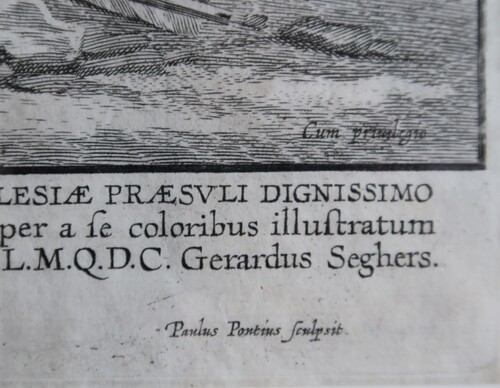 Cum privilegio
LESIÆ PRÆSVLI DIGNISSIMO
per a ſe coloribus illuſtratum
L.M.Q.D.C. Gerardus Seghers.
Paulus Pontius ſculpsit.